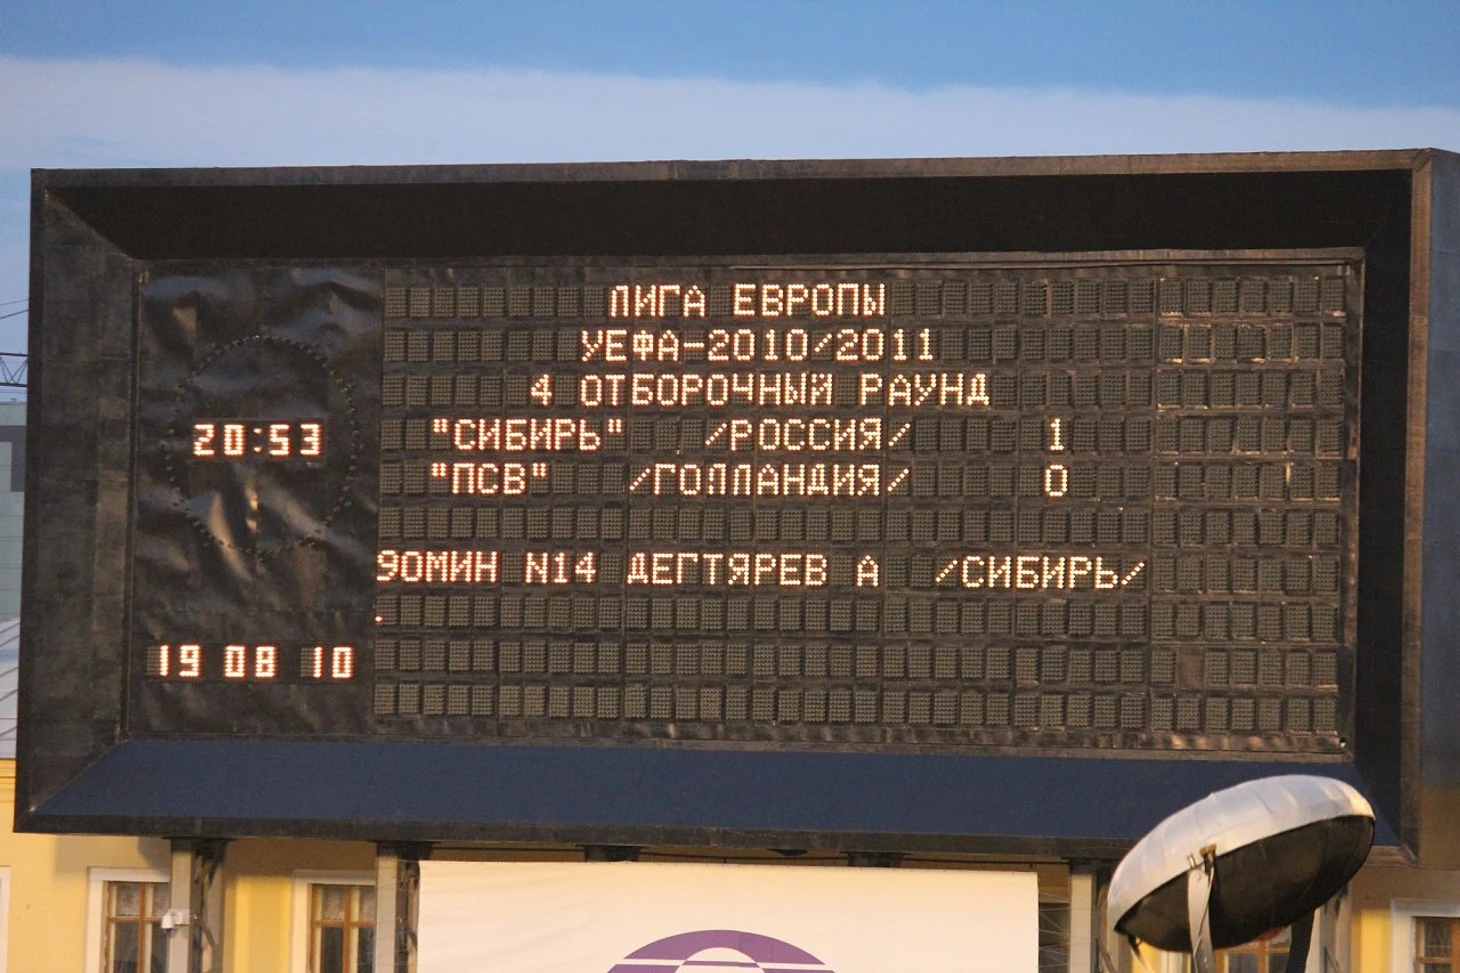 ЛИГА ЕВРОПЫ
УЕФА-2010/2011
4 ОТБОРОЧНЫЙ РАУНД
20:53
"СИБИРЬ" /РОССИЯ/ 1
"ПСВ" /ГОЛЛАНДИЯ/ 0
90МИН N14 ДЕГТЯРЕВ А /СИБИРЬ/
.
19 08 10